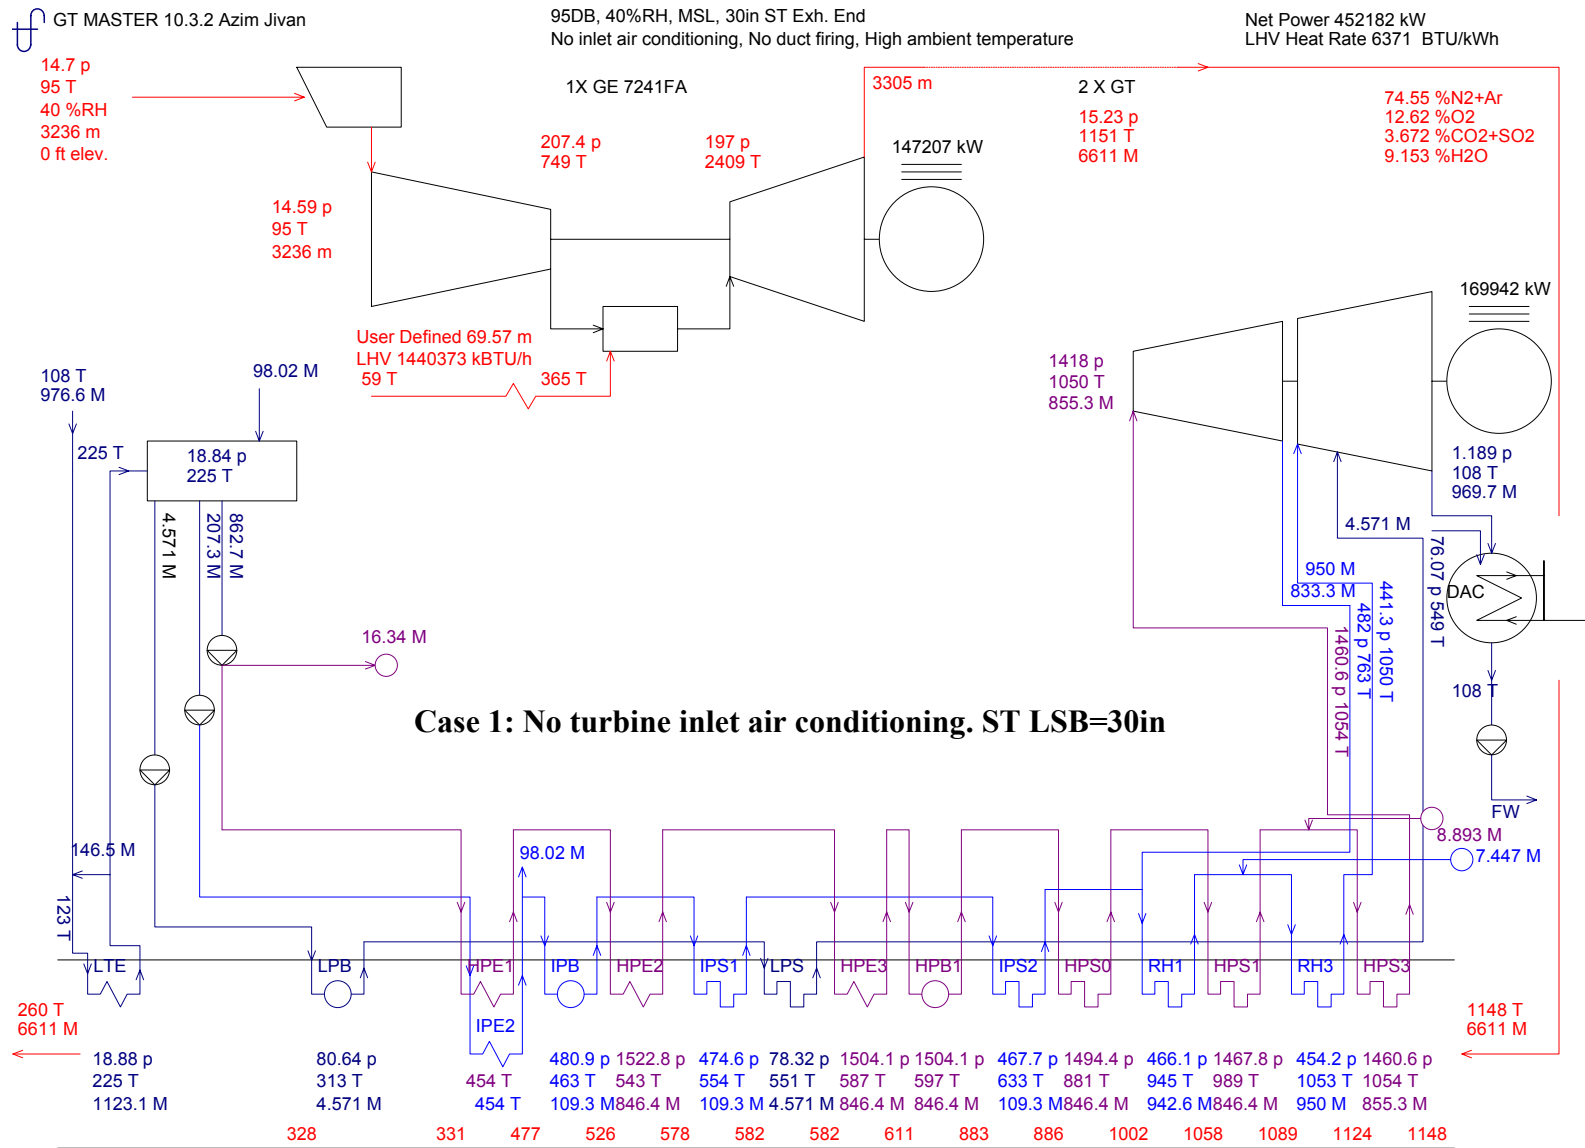 GT MASTER 10.3.2 Azim Jivan
95DB, 40%RH, MSL, 30in ST Exh. End
No inlet air conditioning, No duct firing, High ambient temperature
Net Power 452182 kW
LHV Heat Rate 6371 BTU/kWh
14.7 p
95 T
40 %RH
3236 m
0 ft elev.
1X GE 7241FA
3305 m
2 X GT
15.23 p
1151 T
6611 M
74.55 %N2+Ar
12.62 %O2
3.672 %CO2+SO2
9.153 %H2O
207.4 p
749 T
197 p
2409 T
147207 kW
14.59 p
95 T
3236 m
169942 kW
User Defined 69.57 m
LHV 1440373 kBTU/h
59 T
365 T
1418 p
1050 T
855.3 M
108 T
976.6 M
98.02 M
225 T
18.84 p
225 T
1.189 p
108 T
969.7 M
4.571 M
207.3 M
862.7 M
4.571 M
76.07 p 549 T
950 M
833.3 M
DAC
441.3 p 1050 T
482 p 763 T
1460.6 p 1054 T
16.34 M
108 T
Case 1: No turbine inlet air conditioning. ST LSB=30in
FW
8.893 M
7.447 M
146.5 M
98.02 M
123 T
LTE
LPB
HPE1
IPB
HPE2
IPS1
LPS
HPE3
HPB1
IPS2
HPS0
RH1
HPS1
RH3
HPS3
IPE2
260 T
6611 M
1148 T
6611 M
18.88 p
225 T
1123.1 M
80.64 p
313 T
4.571 M
454 T
454 T
480.9 p
463 T
109.3 M
1522.8 p
543 T
846.4 M
474.6 p
554 T
109.3 M
78.32 p
551 T
4.571 M
1504.1 p
587 T
846.4 M
1504.1 p
597 T
846.4 M
467.7 p
633 T
109.3 M
1494.4 p
881 T
846.4 M
466.1 p
945 T
942.6 M
1467.8 p
989 T
846.4 M
454.2 p
1053 T
950 M
1460.6 p
1054 T
855.3 M
328 331 477 526 578 582 582 611 883 886 1002 1058 1089 1124 1148